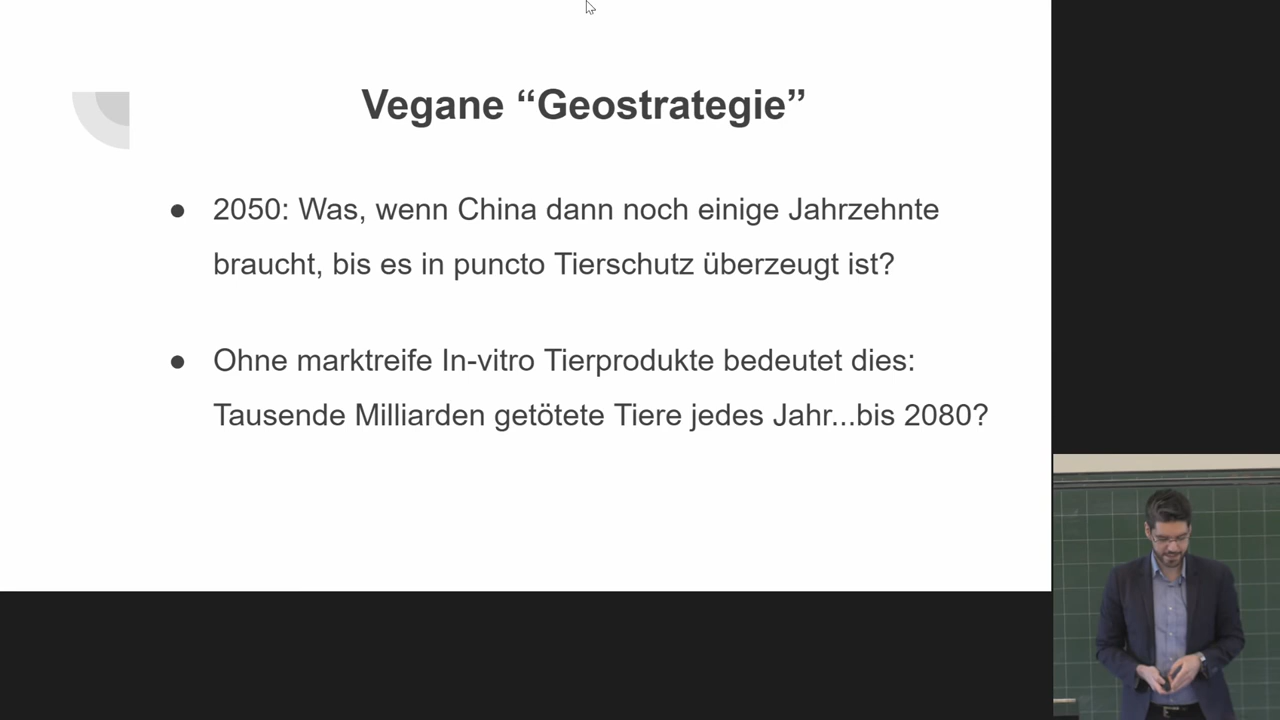 Vegane “Geostrategie”
● 2050: Was, wenn China dann noch einige Jahrzehnte
braucht, bis es in puncto Tierschutz überzeugt ist?
● Ohne marktreife In-vitro Tierprodukte bedeutet dies:
Tausende Milliarden getötete Tiere jedes Jahr...bis 2080?